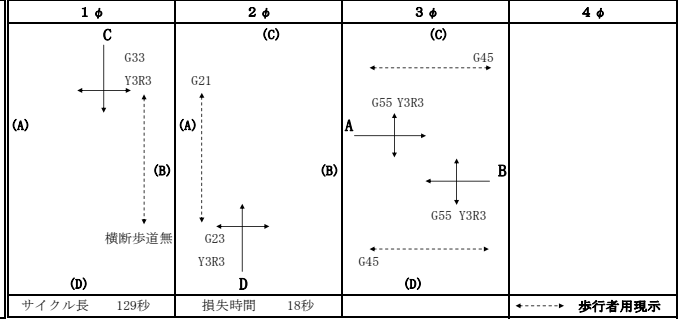 1 φ
2 φ
3 φ
4 φ
C
G33
Y3R3
(A)
(B)
横断歩道無
(D)
(C)
G21
(A)
(B)
G23
Y3R3
D
(C)
G45
G55 Y3R3
A
B
G55 Y3R3
G45
(D)
サイクル長 129秒
損失時間 18秒
歩行者用現示